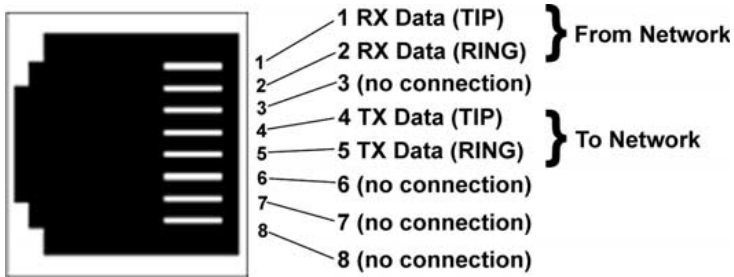 1 RX Data (TIP)
2 RX Data (RING)
From Network
3 (no connection)
4 TX Data (TIP)
5 TX Data (RING)
To Network
6 (no connection)
7 (no connection)
8 (no connection)
1
2
3
4
5
6
7
8